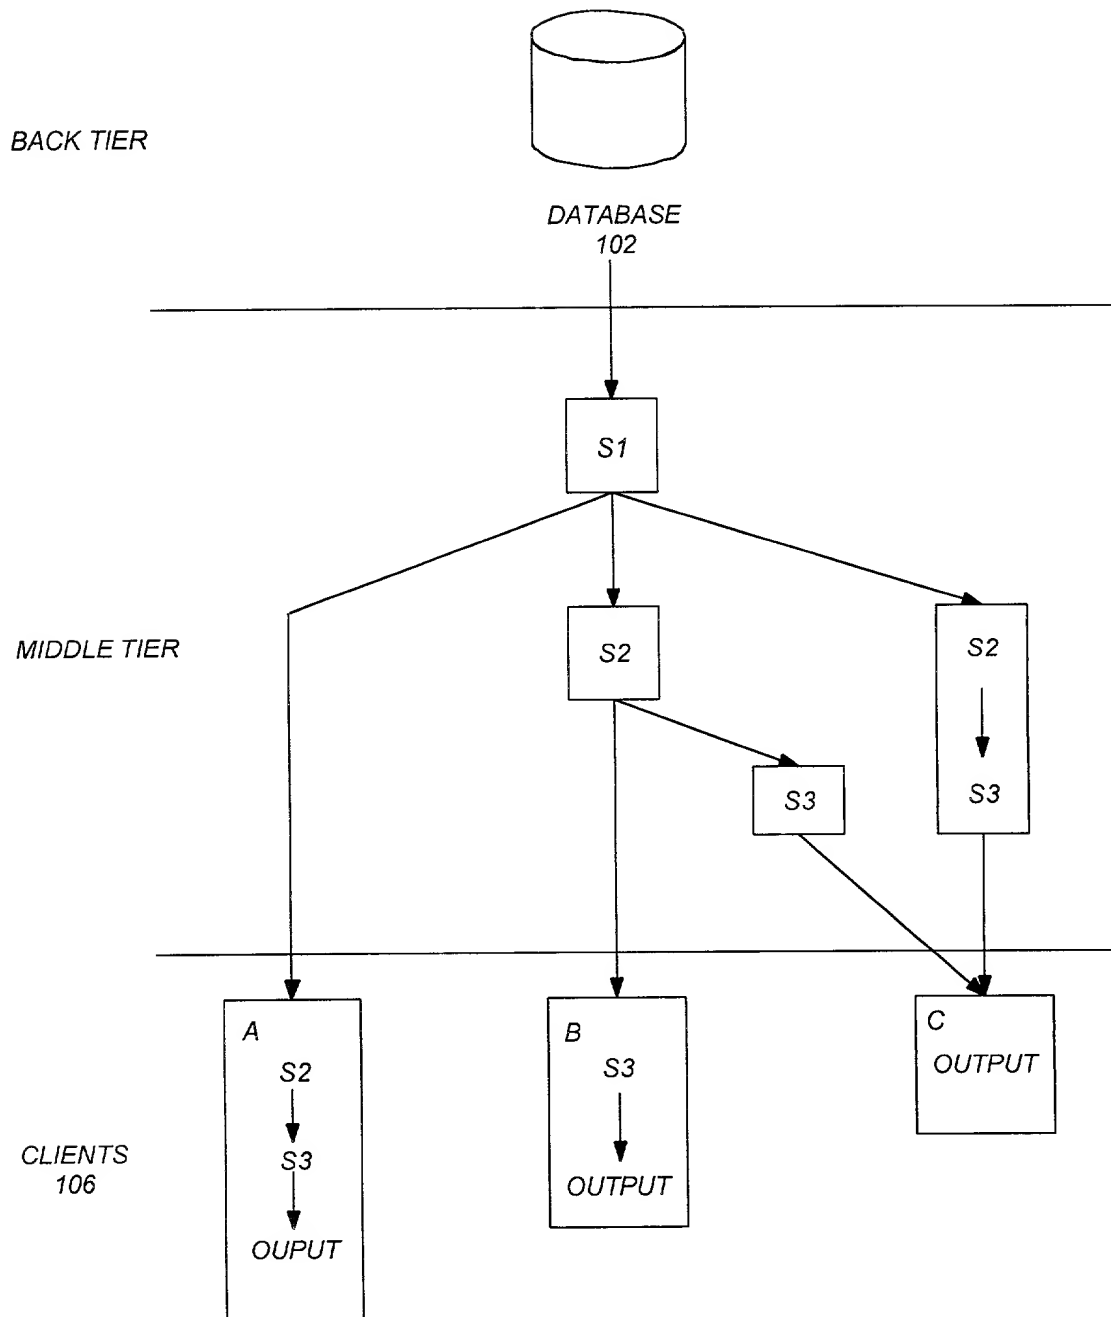 BACK TIER
DATABASE
102
S1
MIDDLE TIER
S2
S2
S3
S3
A
S2
S3
OUPUT
B
S3
OUTPUT
C
OUTPUT
CLIENTS
106